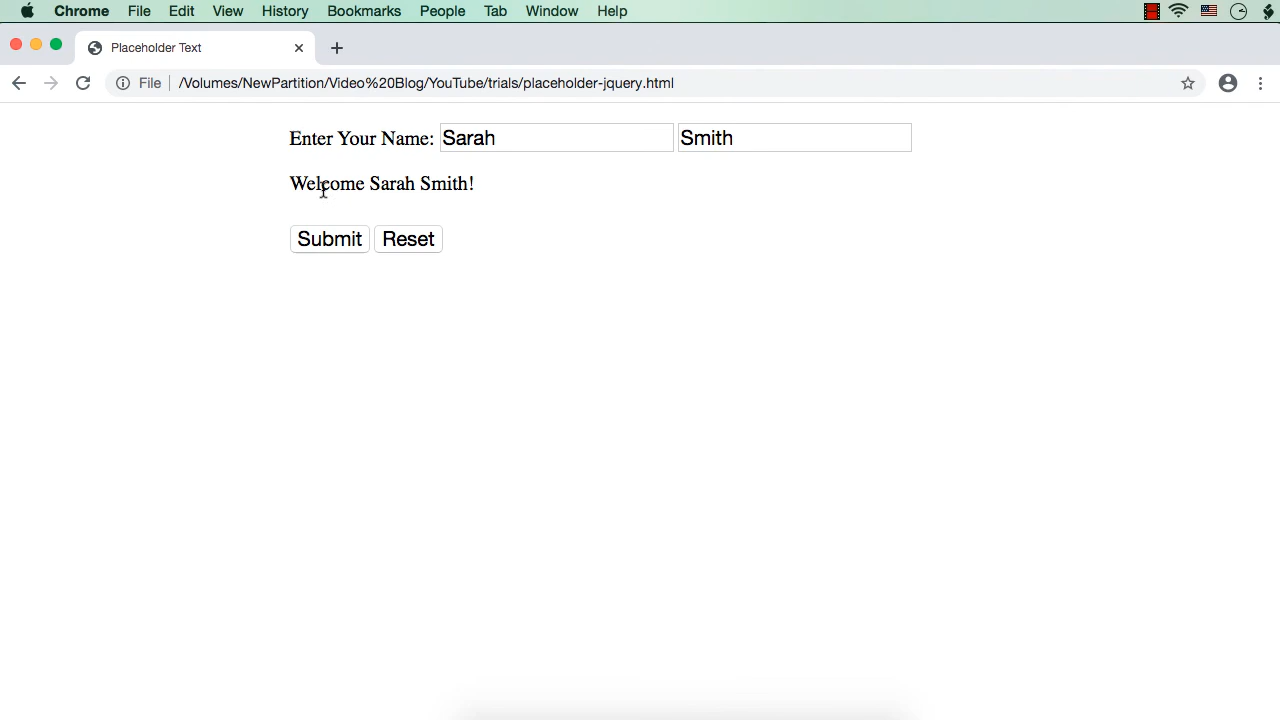 Chrome File Edit View History Bookmarks People Tab Window Help
Placeholder Text
File /Volumes/NewPartition/Video%20Blog/YouTube/trials/placeholder-jquery.html
Enter Your Name: Sarah Smith
Welcome Sarah Smith!
Submit Reset